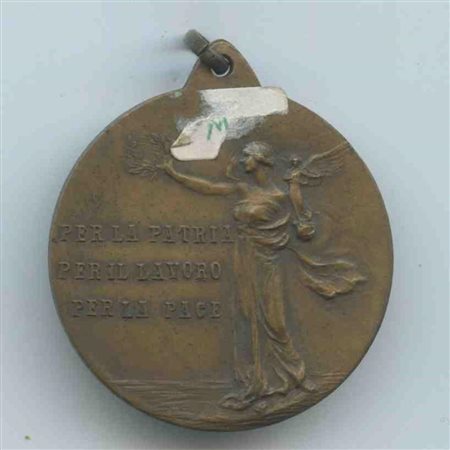 M
PER LA PATRIA
PER IL LAVORO
PER LA PACE